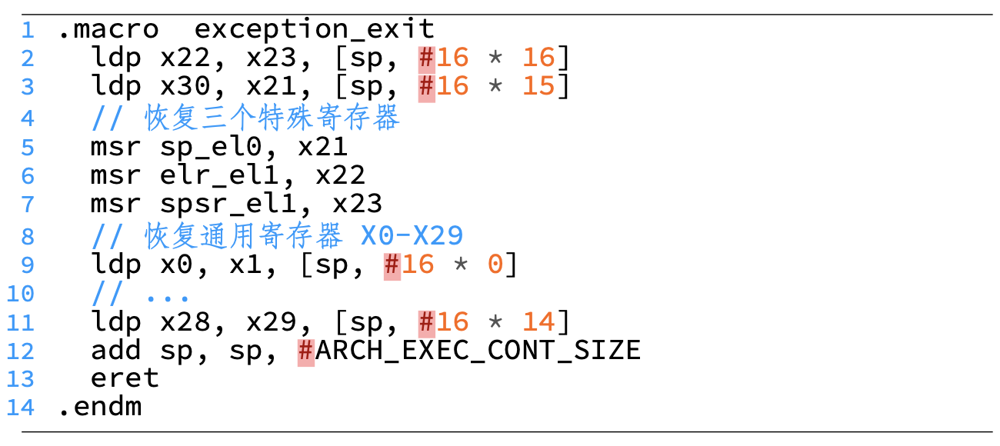 1 .macro  exception_exit
2   ldp x22, x23, [sp, #16 * 16]
3   ldp x30, x21, [sp, #16 * 15]
4   // 恢复三个特殊寄存器
5   msr sp_el0, x21
6   msr elr_el1, x22
7   msr spsr_el1, x23
8   // 恢复通用寄存器 X0-X29
9   ldp x0, x1, [sp, #16 * 0]
10   // ...
11   ldp x28, x29, [sp, #16 * 14]
12   add sp, sp, #ARCH_EXEC_CONT_SIZE
13   eret
14 .endm